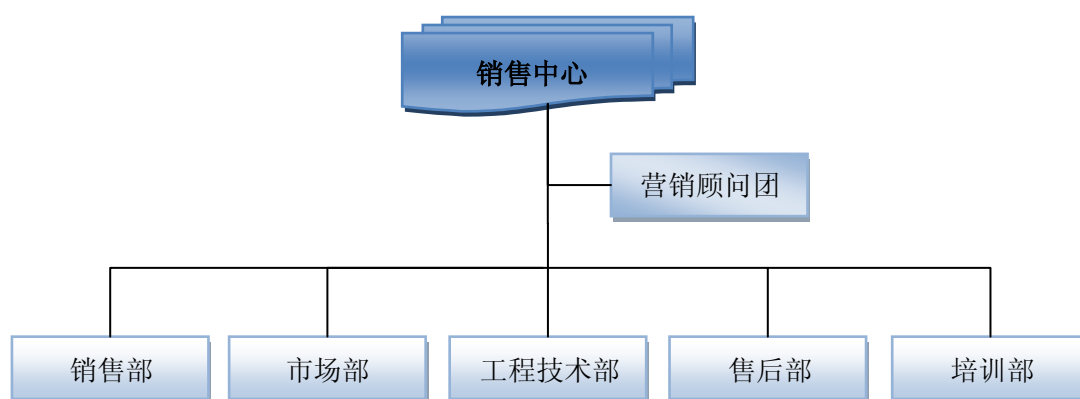 销售中心
营销顾问团
销售部
市场部
工程技术部
售后部
培训部